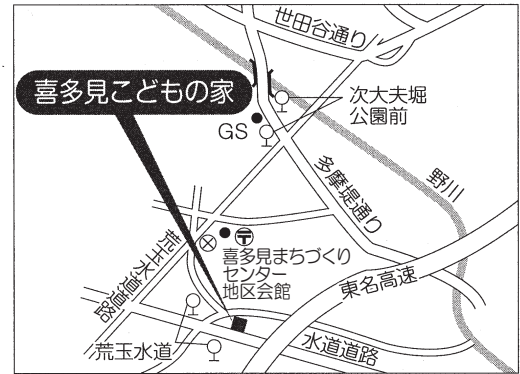 世田谷通り
喜多見こどもの家
次大夫堀
公園前
GS
多摩堤通り
野川
喜多見まちづくり
センター
地区会館
荒玉水道道路
東名高速
水道道路
荒玉水道